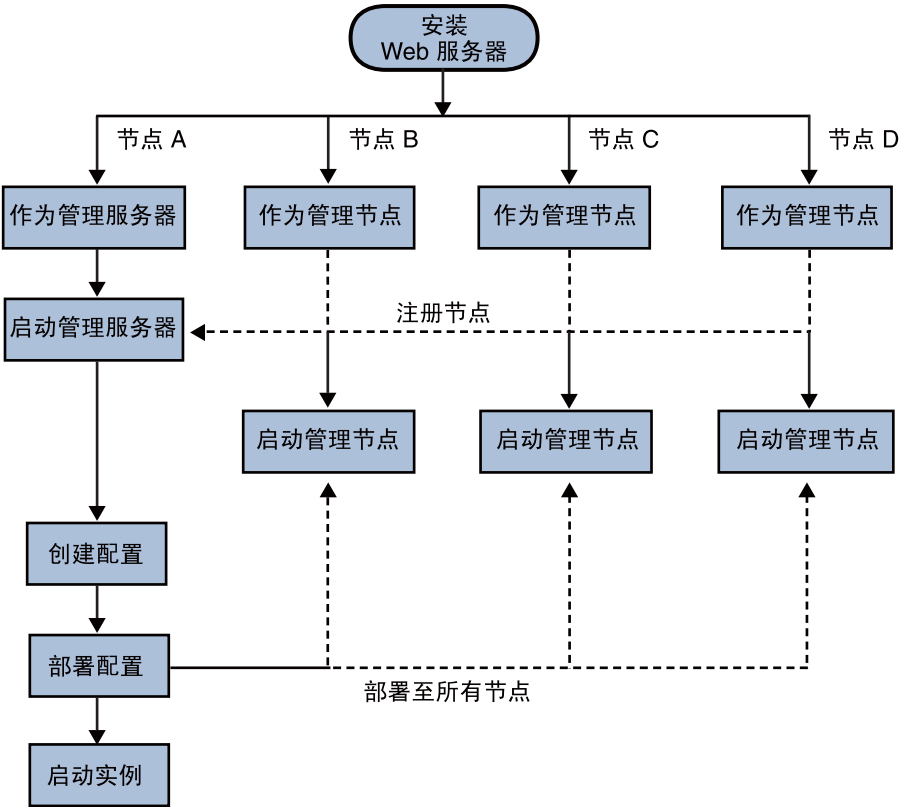 安装
Web 服务器
节点 A
节点 B
节点 C
节点 D
作为管理服务器
作为管理节点
作为管理节点
作为管理节点
注册节点
启动管理服务器
启动管理节点
启动管理节点
启动管理节点
创建配置
部署配置
部署至所有节点
启动实例